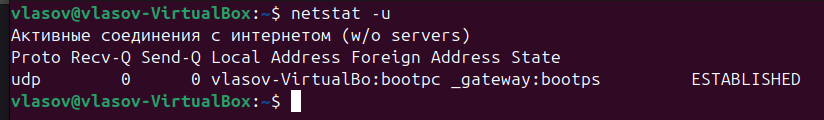 vlasov@vlasov-VirtualBox:~$ netstat -u
Активные соединения с интернетом (w/o servers)
Proto Recv-Q Send-Q Local Address Foreign Address State
udp 0 0 vlasov-VirtualBo:bootpc _gateway:bootps ESTABLISHED
vlasov@vlasov-VirtualBox:~$